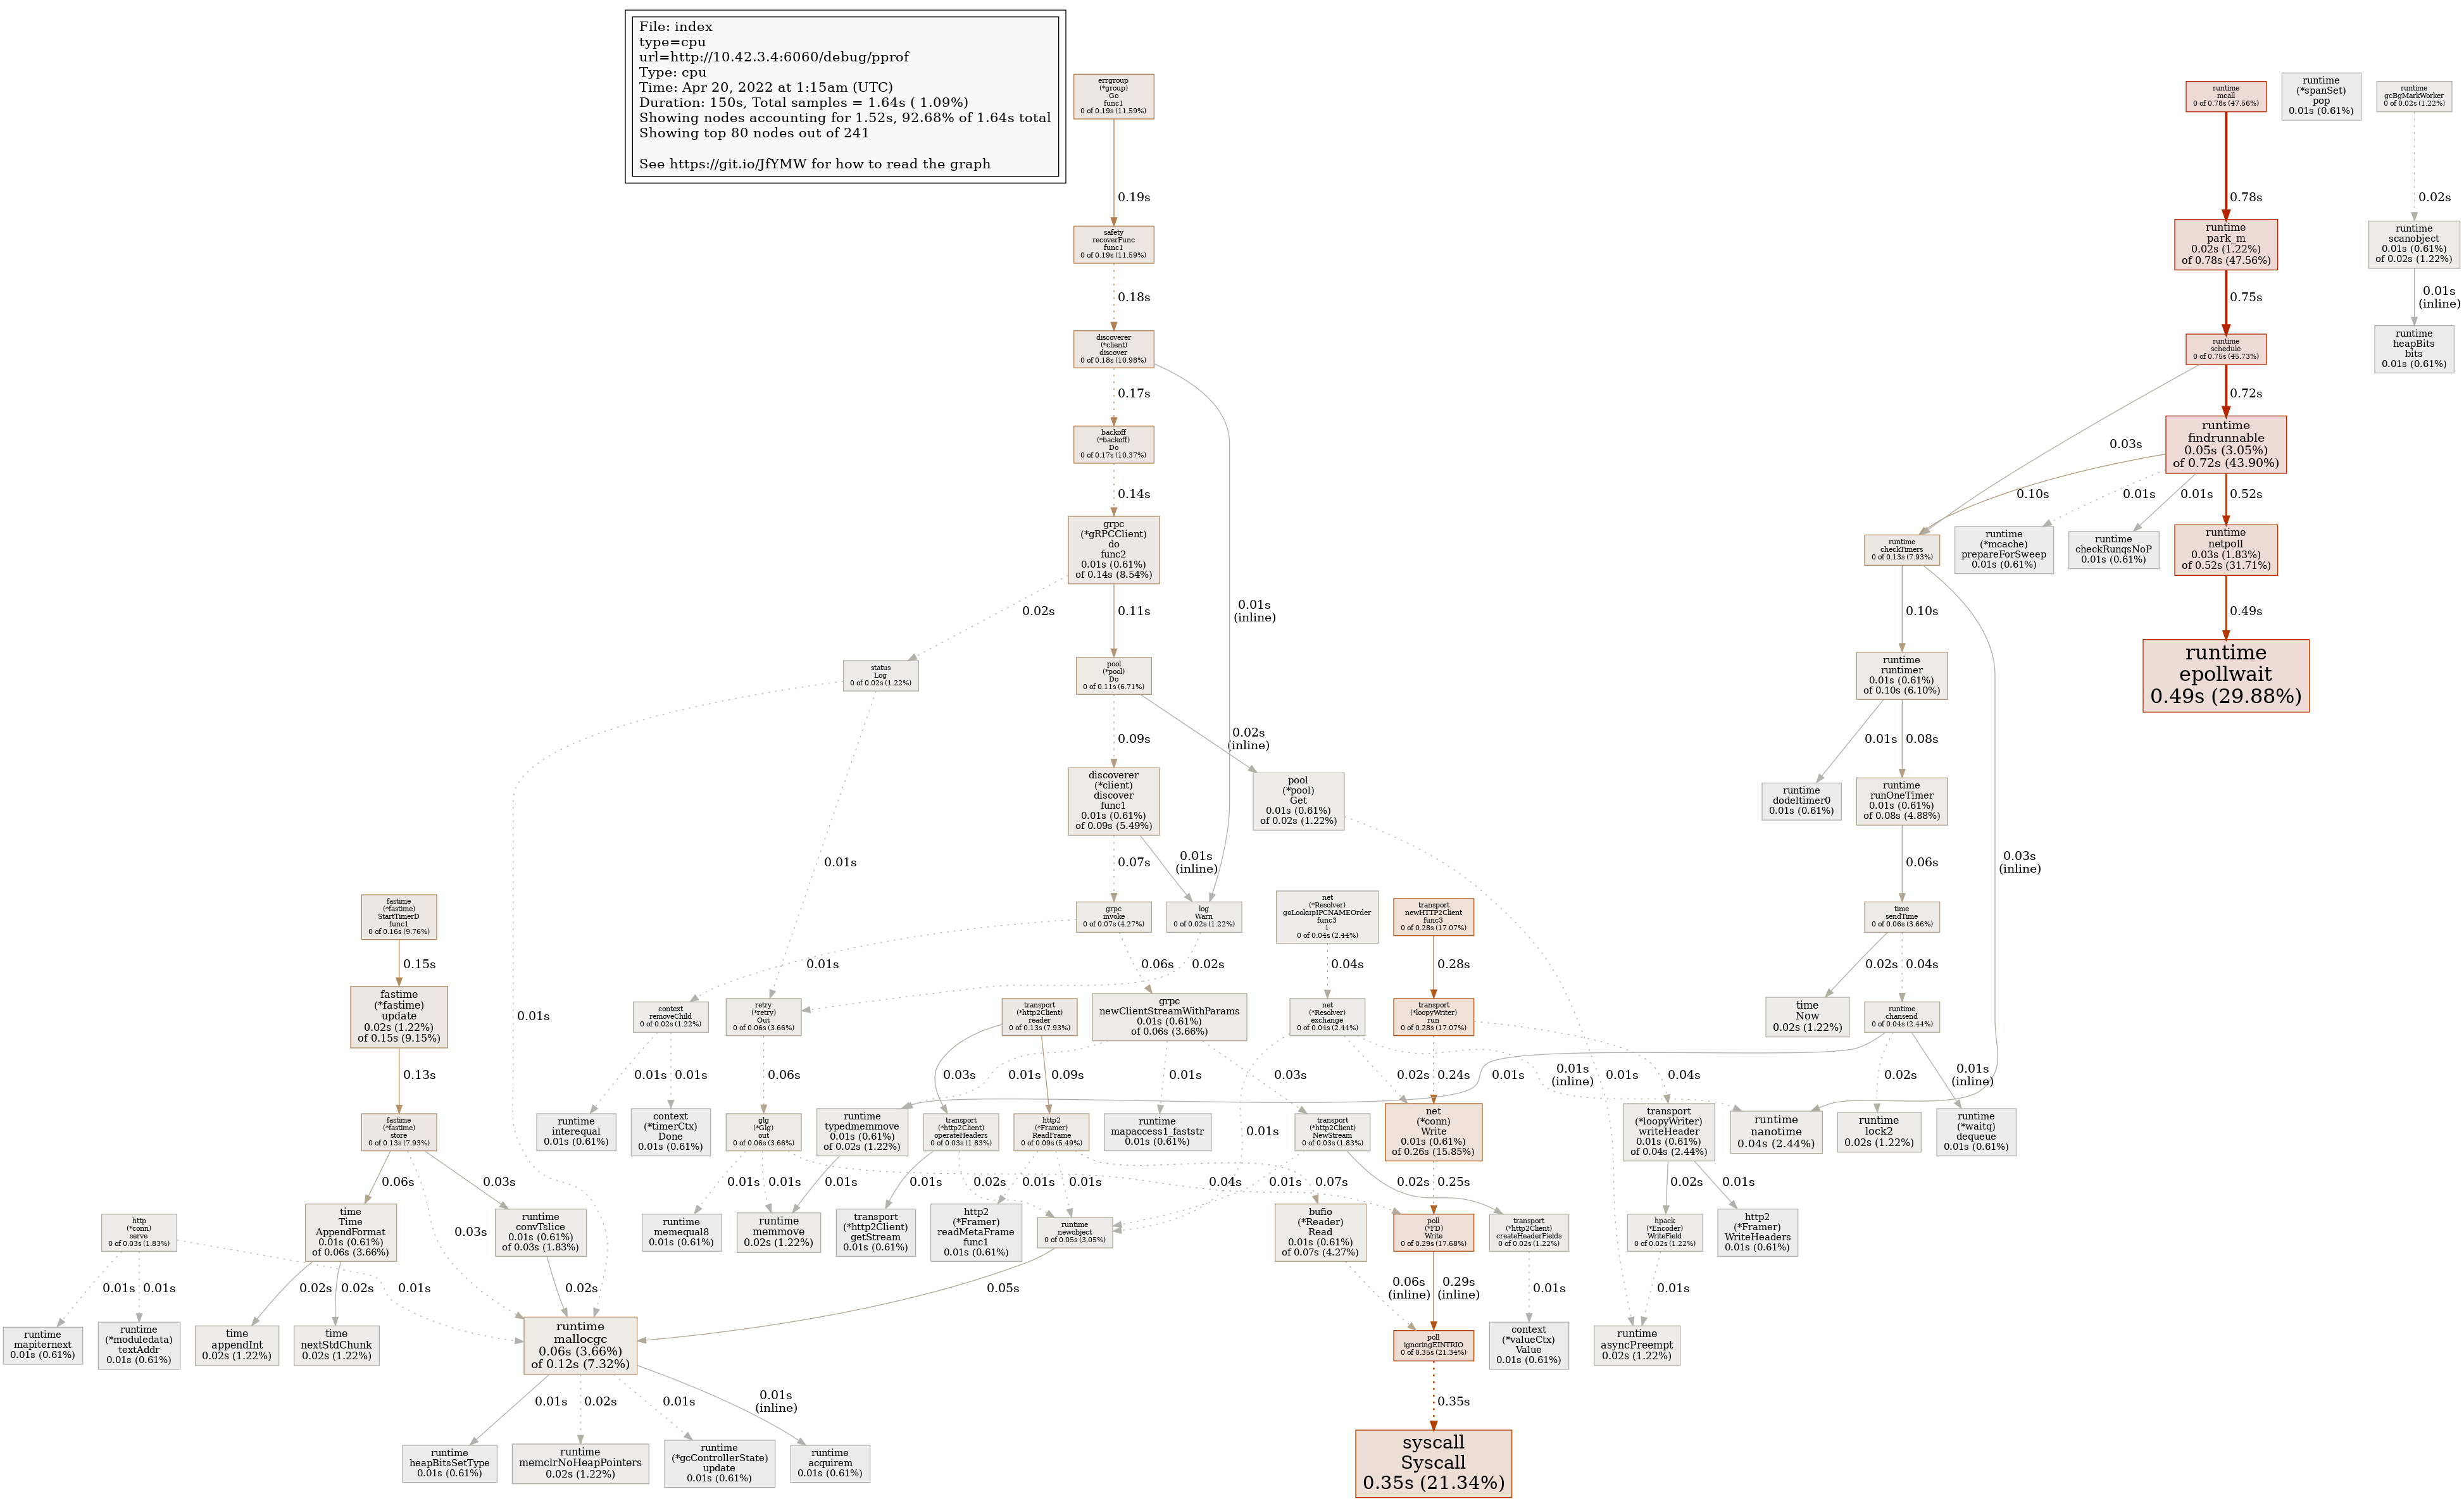 File: index
type=cpu
url=http://10.42.3.4:6060/debug/pprof
Type: cpu
Time: Apr 20, 2022 at 1:15am (UTC)
Duration: 150s, Total samples = 1.64s ( 1.09%)
Showing nodes accounting for 1.52s, 92.68% of 1.64s total
Showing top 80 nodes out of 241
See https://git.io/JfYMW for how to read the graph
errgroup
(*group)
Go
func1
0 of 0.19s (11.59%)
runtime
mcall
0 of 0.78s (47.56%)
runtime
(*spanSet)
pop
0.01s (0.61%)
runtime
gcBgMarkWorker
0 of 0.02s (1.22%)
0.19s
0.78s
0.02s
safety
recoverFunc
func1
0 of 0.19s (11.59%)
runtime
park_m
0.02s (1.22%)
of 0.78s (47.56%)
runtime
scanobject
0.01s (0.61%)
of 0.02s (1.22%)
0.18s
0.75s
0.01s
(inline)
discoverer
(*client)
discover
0 of 0.18s (10.98%)
runtime
schedule
0 of 0.75s (45.73%)
runtime
heapBits
bits
0.01s (0.61%)
0.17s
0.72s
backoff
(*backoff)
Do
0 of 0.17s (10.37%)
0.03s
runtime
findrunnable
0.05s (3.05%)
of 0.72s (43.90%)
0.14s
0.10s
0.01s
0.01s
0.52s
grpc
(*gRPCClient)
do
func2
0.01s (0.61%)
of 0.14s (8.54%)
runtime
checkTimers
0 of 0.13s (7.93%)
runtime
(*mcache)
prepareForSweep
0.01s (0.61%)
runtime
checkRunqsNoP
0.01s (0.61%)
runtime
netpoll
0.03s (1.83%)
of 0.52s (31.71%)
0.02s
0.11s
0.01s
(inline)
0.10s
0.49s
status
Log
0 of 0.02s (1.22%)
pool
(*pool)
Do
0 of 0.11s (6.71%)
runtime
runtimer
0.01s (0.61%)
of 0.10s (6.10%)
runtime
epollwait
0.49s (29.88%)
0.09s
0.02s
(inline)
0.01s
0.08s
discoverer
(*client)
discover
func1
0.01s (0.61%)
of 0.09s (5.49%)
pool
(*pool)
Get
0.01s (0.61%)
of 0.02s (1.22%)
runtime
dodeltimer0
0.01s (0.61%)
runtime
runOneTimer
0.01s (0.61%)
of 0.08s (4.88%)
0.01s
0.07s
0.01s
(inline)
0.06s
0.03s
(inline)
fastime
(*fastime)
StartTimerD
func1
0 of 0.16s (9.76%)
grpc
invoke
0 of 0.07s (4.27%)
log
Warn
0 of 0.02s (1.22%)
net
(*Resolver)
goLookupIPCNAMEOrder
func3
1
0 of 0.04s (2.44%)
transport
newHTTP2Client
func3
0 of 0.28s (17.07%)
time
sendTime
0 of 0.06s (3.66%)
0.15s
0.01s
0.06s
0.02s
0.04s
0.28s
0.02s
0.04s
fastime
(*fastime)
update
0.02s (1.22%)
of 0.15s (9.15%)
0.01s
context
removeChild
0 of 0.02s (1.22%)
retry
(*retry)
Out
0 of 0.06s (3.66%)
transport
(*http2Client)
reader
0 of 0.13s (7.93%)
grpc
newClientStreamWithParams
0.01s (0.61%)
of 0.06s (3.66%)
net
(*Resolver)
exchange
0 of 0.04s (2.44%)
transport
(*loopyWriter)
run
0 of 0.28s (17.07%)
time
Now
0.02s (1.22%)
runtime
chansend
0 of 0.04s (2.44%)
0.13s
0.01s
0.01s
0.06s
0.03s
0.01s
0.09s
0.01s
0.03s
0.02s
0.24s
0.01s
0.01s
(inline)
0.01s
0.04s
0.02s
0.01s
(inline)
fastime
(*fastime)
store
0 of 0.13s (7.93%)
runtime
interequal
0.01s (0.61%)
context
(*timerCtx)
Done
0.01s (0.61%)
glg
(*Glg)
out
0 of 0.06s (3.66%)
runtime
typedmemmove
0.01s (0.61%)
of 0.02s (1.22%)
transport
(*http2Client)
operateHeaders
0 of 0.03s (1.83%)
http2
(*Framer)
ReadFrame
0 of 0.09s (5.49%)
runtime
mapaccess1_faststr
0.01s (0.61%)
transport
(*http2Client)
NewStream
0 of 0.03s (1.83%)
net
(*conn)
Write
0.01s (0.61%)
of 0.26s (15.85%)
transport
(*loopyWriter)
writeHeader
0.01s (0.61%)
of 0.04s (2.44%)
runtime
nanotime
0.04s (2.44%)
runtime
lock2
0.02s (1.22%)
runtime
(*waitq)
dequeue
0.01s (0.61%)
0.01s
0.06s
0.03s
0.03s
0.01s
0.01s
0.01s
0.01s
0.02s
0.01s
0.01s
0.04s
0.01s
0.07s
0.02s
0.25s
0.02s
0.01s
http
(*conn)
serve
0 of 0.03s (1.83%)
time
Time
AppendFormat
0.01s (0.61%)
of 0.06s (3.66%)
runtime
convTslice
0.01s (0.61%)
of 0.03s (1.83%)
runtime
memequal8
0.01s (0.61%)
runtime
memmove
0.02s (1.22%)
transport
(*http2Client)
getStream
0.01s (0.61%)
http2
(*Framer)
readMetaFrame
func1
0.01s (0.61%)
runtime
newobject
0 of 0.05s (3.05%)
bufio
(*Reader)
Read
0.01s (0.61%)
of 0.07s (4.27%)
poll
(*FD)
Write
0 of 0.29s (17.68%)
transport
(*http2Client)
createHeaderFields
0 of 0.02s (1.22%)
hpack
(*Encoder)
WriteField
0 of 0.02s (1.22%)
http2
(*Framer)
WriteHeaders
0.01s (0.61%)
0.01s
0.01s
0.02s
0.02s
0.01s
0.02s
0.05s
0.06s
(inline)
0.29s
(inline)
0.01s
0.01s
runtime
mapiternext
0.01s (0.61%)
runtime
(*moduledata)
textAddr
0.01s (0.61%)
time
appendInt
0.02s (1.22%)
time
nextStdChunk
0.02s (1.22%)
runtime
mallocgc
0.06s (3.66%)
of 0.12s (7.32%)
poll
ignoringEINTRIO
0 of 0.35s (21.34%)
context
(*valueCtx)
Value
0.01s (0.61%)
runtime
asyncPreempt
0.02s (1.22%)
0.01s
0.02s
0.01s
0.01s
(inline)
0.35s
runtime
heapBitsSetType
0.01s (0.61%)
runtime
memclrNoHeapPointers
0.02s (1.22%)
runtime
(*gcControllerState)
update
0.01s (0.61%)
runtime
acquirem
0.01s (0.61%)
syscall
Syscall
0.35s (21.34%)